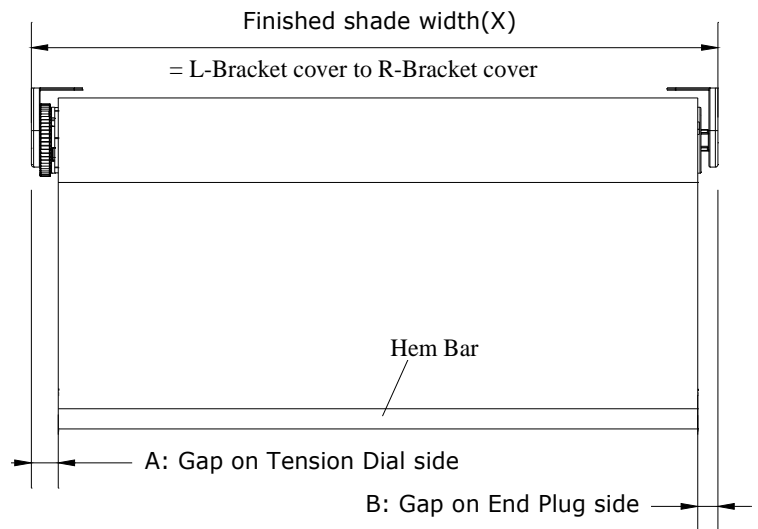 Finished shade width(X)
= L-Bracket cover to R-Bracket cover
Hem Bar
A: Gap on Tension Dial side
B: Gap on End Plug side